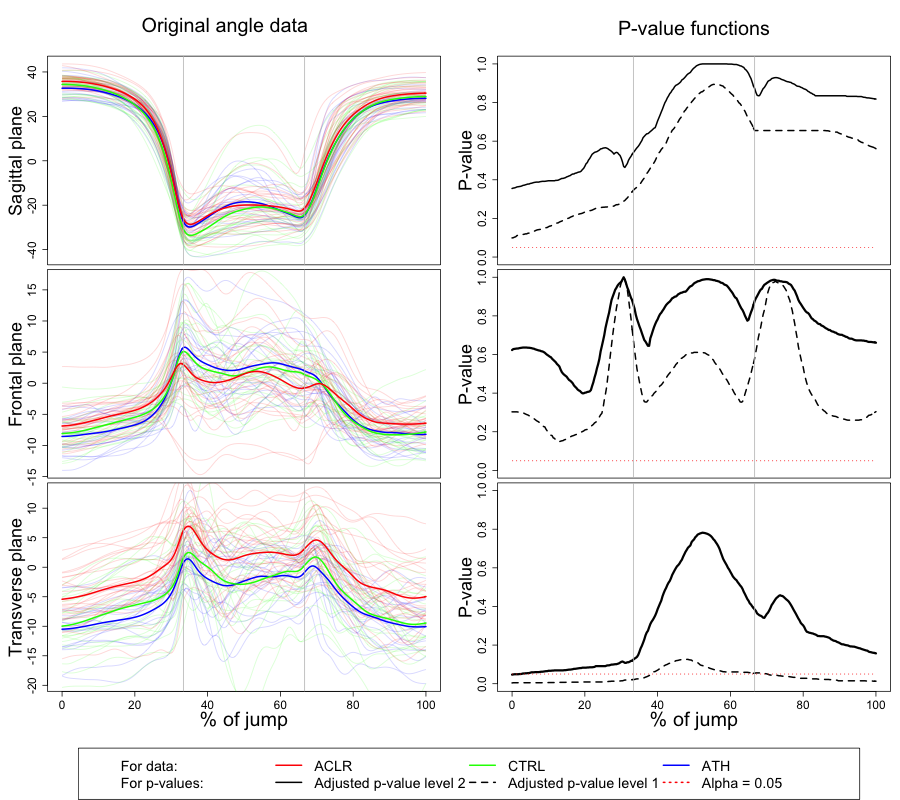 Original angle data
P-value functions
Sagittal plane
40
20
0
-20
-40
P-value
1.0
0.8
0.6
0.4
0.2
0.0
Frontal plane
15
10
5
0
-5
-10
15
P-value
1.0
0.8
0.6
0.4
0.2
0.0
Transverse plane
10
5
0
-5
-10
-15
-20
P-value
1.0
0.8
0.6
0.4
0.2
0.0
0 20 40 60 80 100
% of jump
0 20 40 60 80 100
% of jump
For data: ACLR CTRL ATH
For p-values: Adjusted p-value level 2 Adjusted p-value level 1 Alpha = 0.05